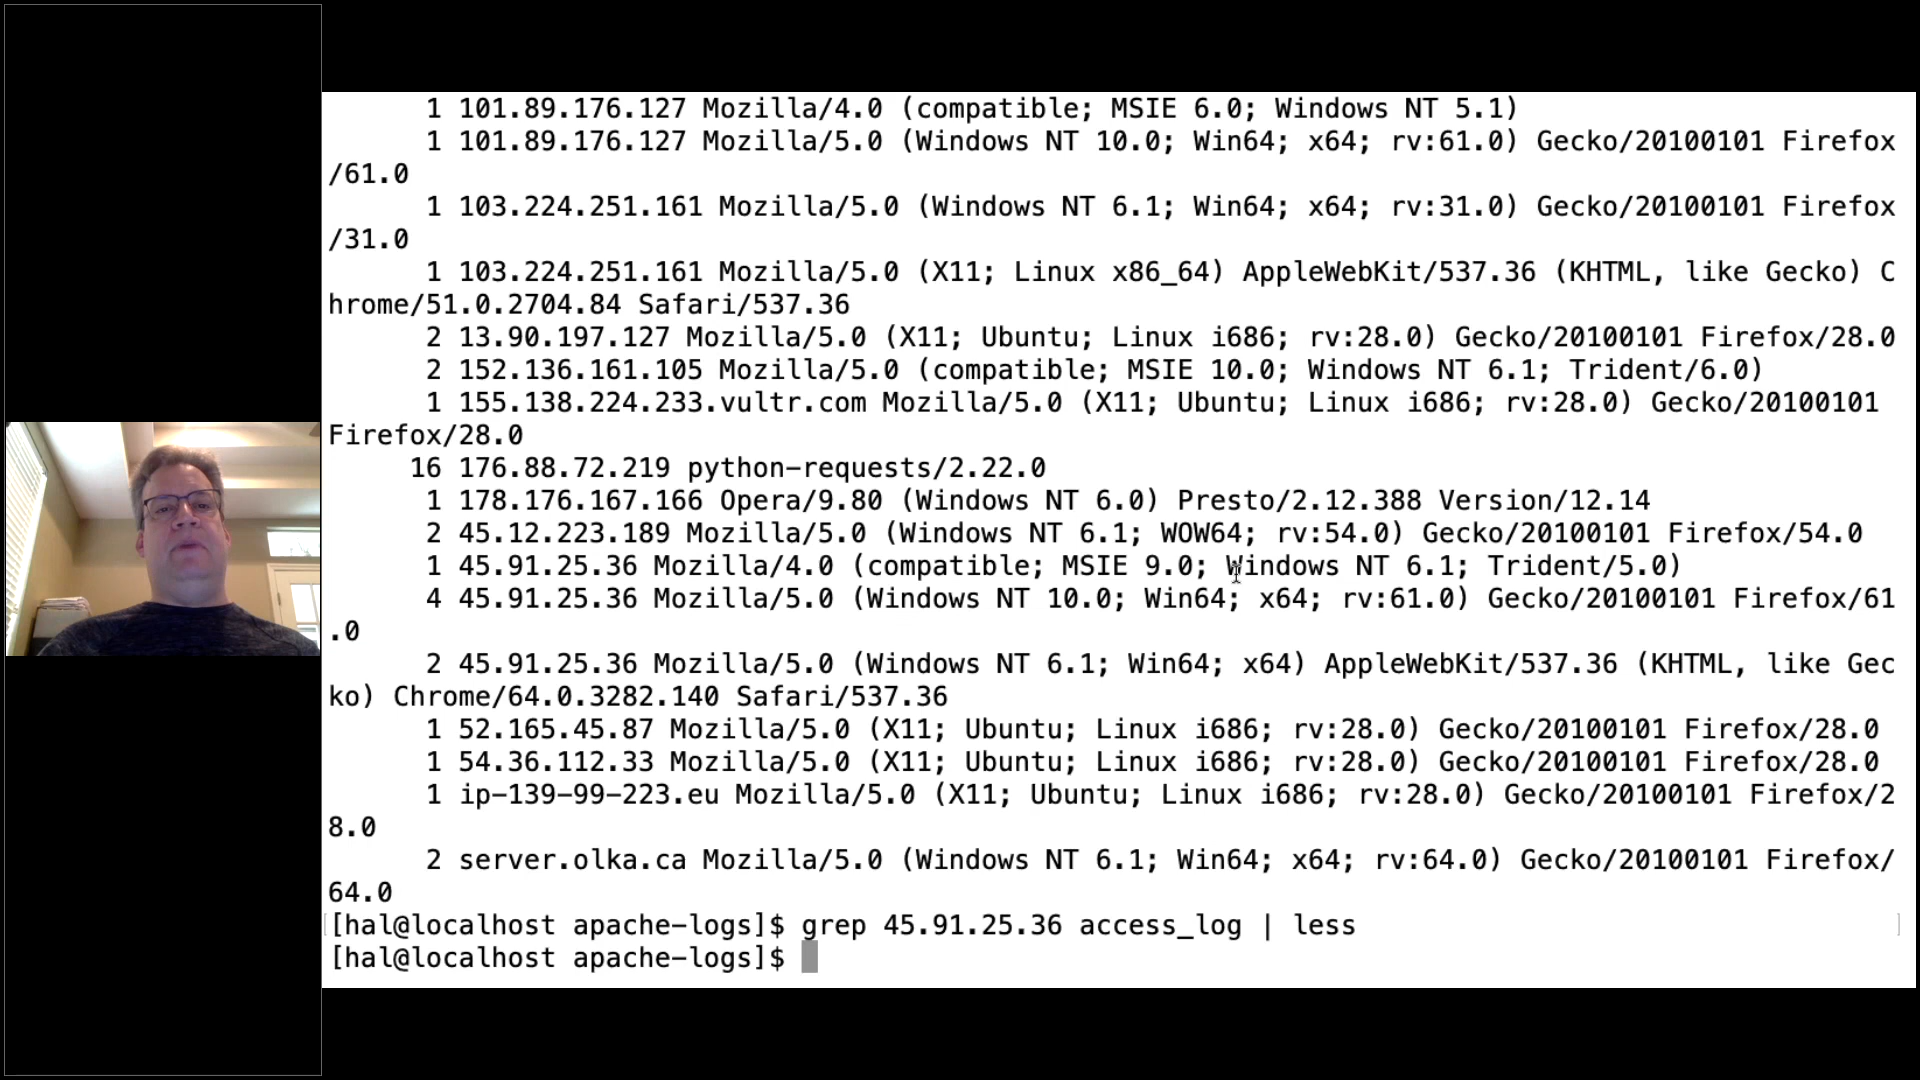 1 101.89.176.127 Mozilla/4.0 (compatible; MSIE 6.0; Windows NT 5.1)
1 101.89.176.127 Mozilla/5.0 (Windows NT 10.0; Win64; x64; rv:61.0) Gecko/20100101 Firefox
/61.0
1 103.224.251.161 Mozilla/5.0 (Windows NT 6.1; Win64; x64; rv:31.0) Gecko/20100101 Firefox
/31.0
1 103.224.251.161 Mozilla/5.0 (X11; Linux x86_64) AppleWebKit/537.36 (KHTML, like Gecko) C
hrome/51.0.2704.84 Safari/537.36
2 13.90.197.127 Mozilla/5.0 (X11; Ubuntu; Linux i686; rv:28.0) Gecko/20100101 Firefox/28.0
2 152.136.161.105 Mozilla/5.0 (compatible; MSIE 10.0; Windows NT 6.1; Trident/6.0)
1 155.138.224.233.vultr.com Mozilla/5.0 (X11; Ubuntu; Linux i686; rv:28.0) Gecko/20100101
Firefox/28.0
16 176.88.72.219 python-requests/2.22.0
1 178.176.167.166 Opera/9.80 (Windows NT 6.0) Presto/2.12.388 Version/12.14
2 45.12.223.189 Mozilla/5.0 (Windows NT 6.1; WOW64; rv:54.0) Gecko/20100101 Firefox/54.0
1 45.91.25.36 Mozilla/4.0 (compatible; MSIE 9.0; Windows NT 6.1; Trident/5.0)
4 45.91.25.36 Mozilla/5.0 (Windows NT 10.0; Win64; x64; rv:61.0) Gecko/20100101 Firefox/61
.0
2 45.91.25.36 Mozilla/5.0 (Windows NT 6.1; Win64; x64) AppleWebKit/537.36 (KHTML, like Gec
ko) Chrome/64.0.3282.140 Safari/537.36
1 52.165.45.87 Mozilla/5.0 (X11; Ubuntu; Linux i686; rv:28.0) Gecko/20100101 Firefox/28.0
1 54.36.112.33 Mozilla/5.0 (X11; Ubuntu; Linux i686; rv:28.0) Gecko/20100101 Firefox/28.0
1 ip-139-99-223.eu Mozilla/5.0 (X11; Ubuntu; Linux i686; rv:28.0) Gecko/20100101 Firefox/2
8.0
2 server.olka.ca Mozilla/5.0 (Windows NT 6.1; Win64; x64; rv:64.0) Gecko/20100101 Firefox/
64.0
[hal@localhost apache-logs]$ grep 45.91.25.36 access_log | less
[hal@localhost apache-logs]$